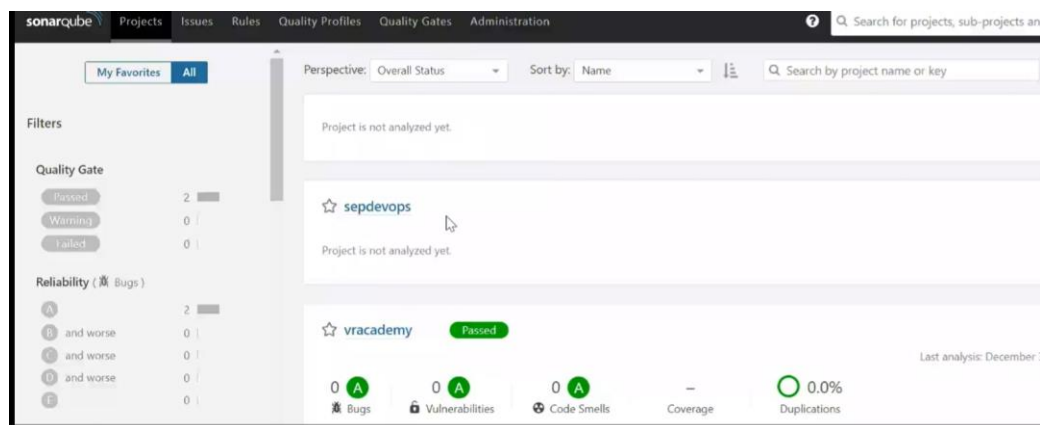 sonarqube Projects Issues Rules Quality Profiles Quality Gates Administration ? Search for projects, sub-projects an
My Favorites All
Perspective: Overall Status Sort by: Name Search by project name or key
Filters
Project is not analyzed yet.
Quality Gate
Passed 2
Warning 0
Failed 0
sepdevops
Project is not analyzed yet.
Reliability ( Bugs )
A 2
B and worse 0
C and worse 0
D and worse 0
E 0
vracademy Passed
Last analysis: December
0 A 0 A 0 A – 0.0%
Bugs Vulnerabilities Code Smells Coverage Duplications